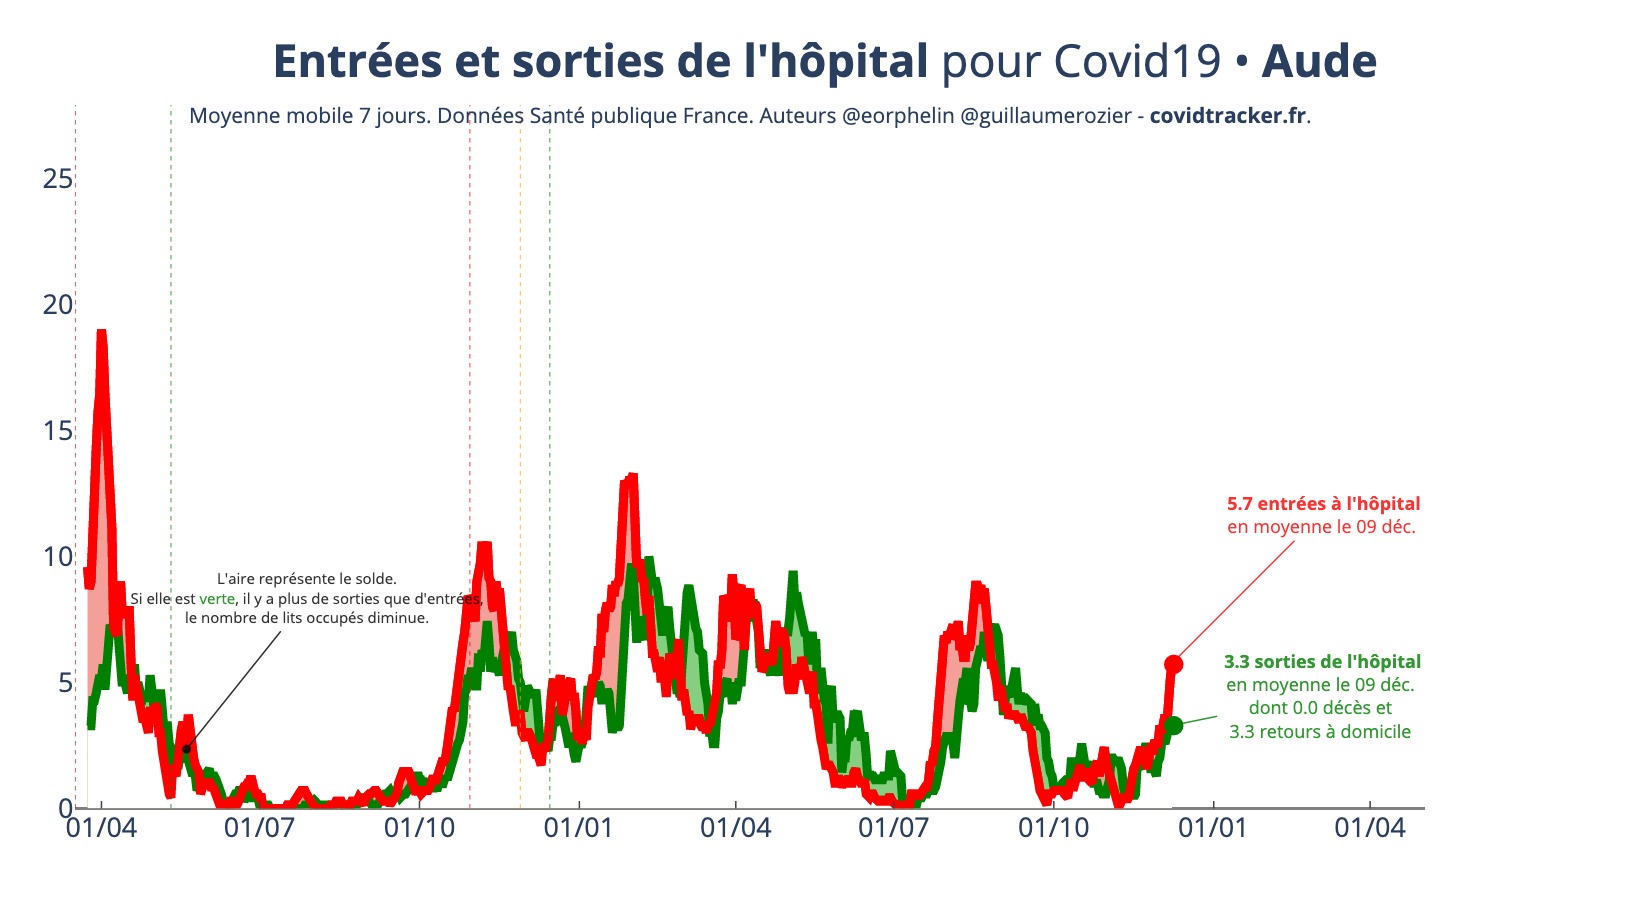 Entrées et sorties de l'hôpital pour Covid19 • Aude
Moyenne mobile 7 jours. Données Santé publique France. Auteurs @eorphelin @guillaumerozier - covidtracker.fr.
25
20
15
10
5
0
L'aire représente le solde.
Si elle est verte, il y a plus de sorties que d'entrées,
le nombre de lits occupés diminue.
5.7 entrées à l'hôpital
en moyenne le 09 déc.
3.3 sorties de l'hôpital
en moyenne le 09 déc.
dont 0.0 décès et
3.3 retours à domicile
01/04 01/07 01/10 01/01 01/04 01/07 01/10 01/01 01/04